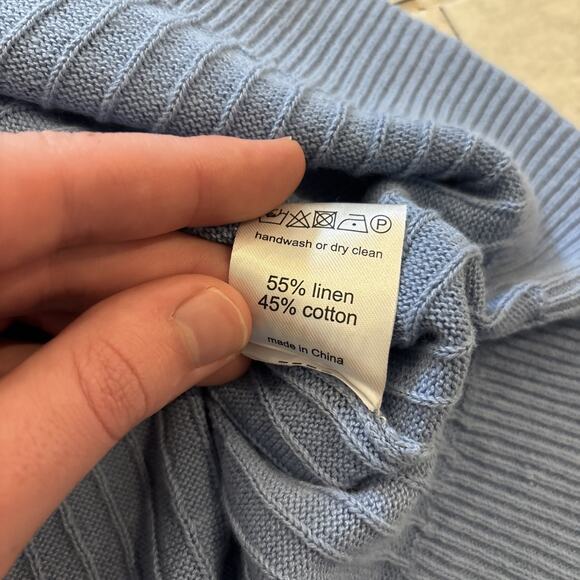 handwash or dry clean
55% linen
45% cotton
made in China